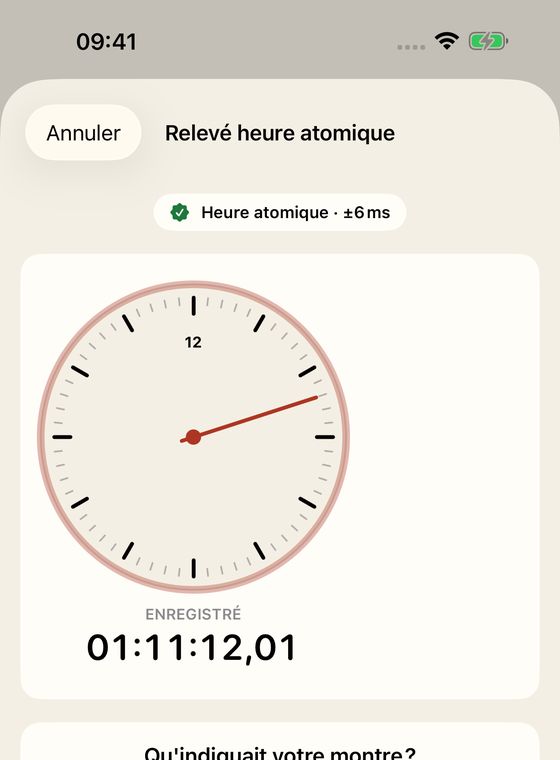 09:41
Annuler
Relevé heure atomique
Heure atomique · ±6 ms
12
ENREGISTRÉ
01:11:12,01
Qu'indiquait votre montre ?